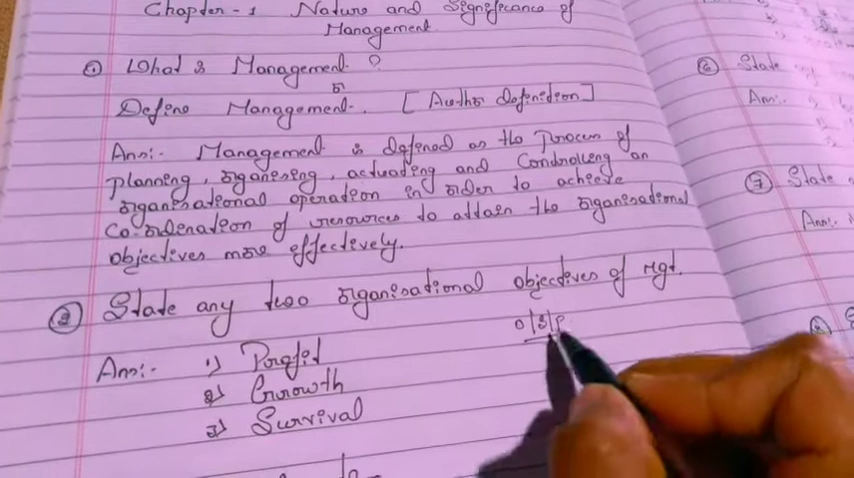 Chapter - 1 Nature and Significance of
Management
① What is Management ?
or
Define Management. [Author definition]
Ans:- Management is defined as the Process of
planning, organising, actuating and Controlling an
organisational operation in order to achieve
Co-ordination of resources to attain the organisational
objectives more effectively.
② State any two organisational objectives of Mgt.
O|S|P
Ans:- 1) Profit
2) Growth
3) Survival
⑥ State
Ans:-
⑦ State
Ans:-